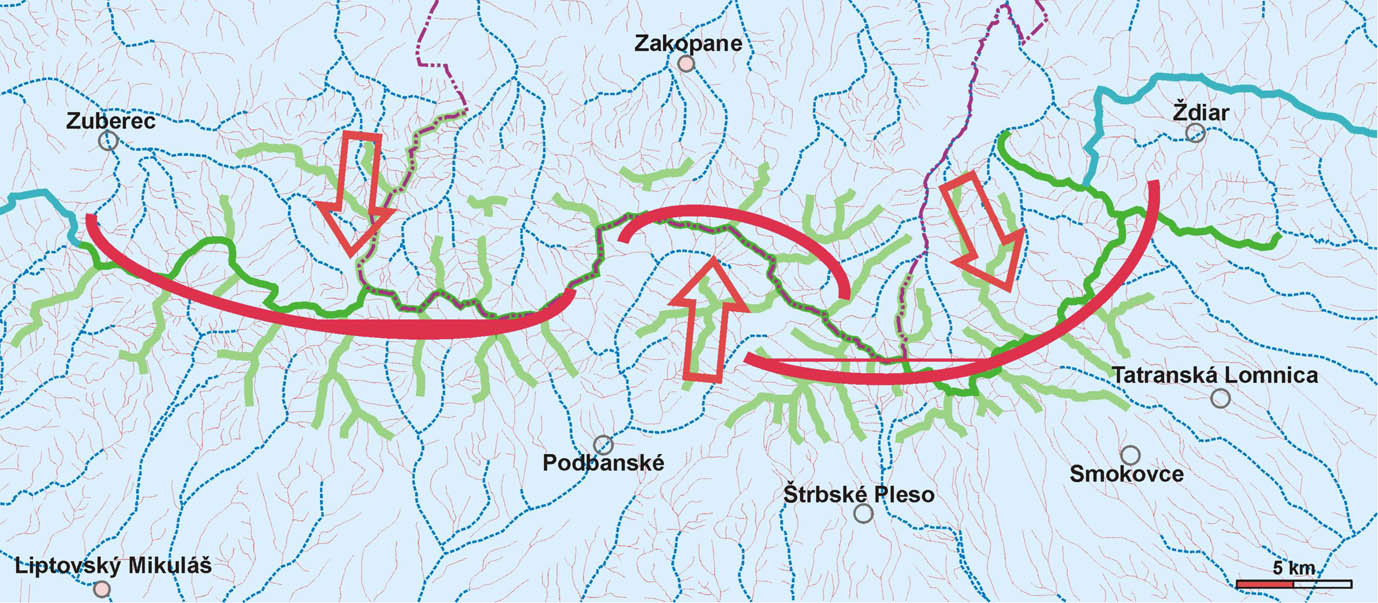 Zakopane
Zuberec
Ždiar
Tatranská Lomnica
Podbanské
Smokovce
Štrbské Pleso
Liptovský Mikuláš
5 km